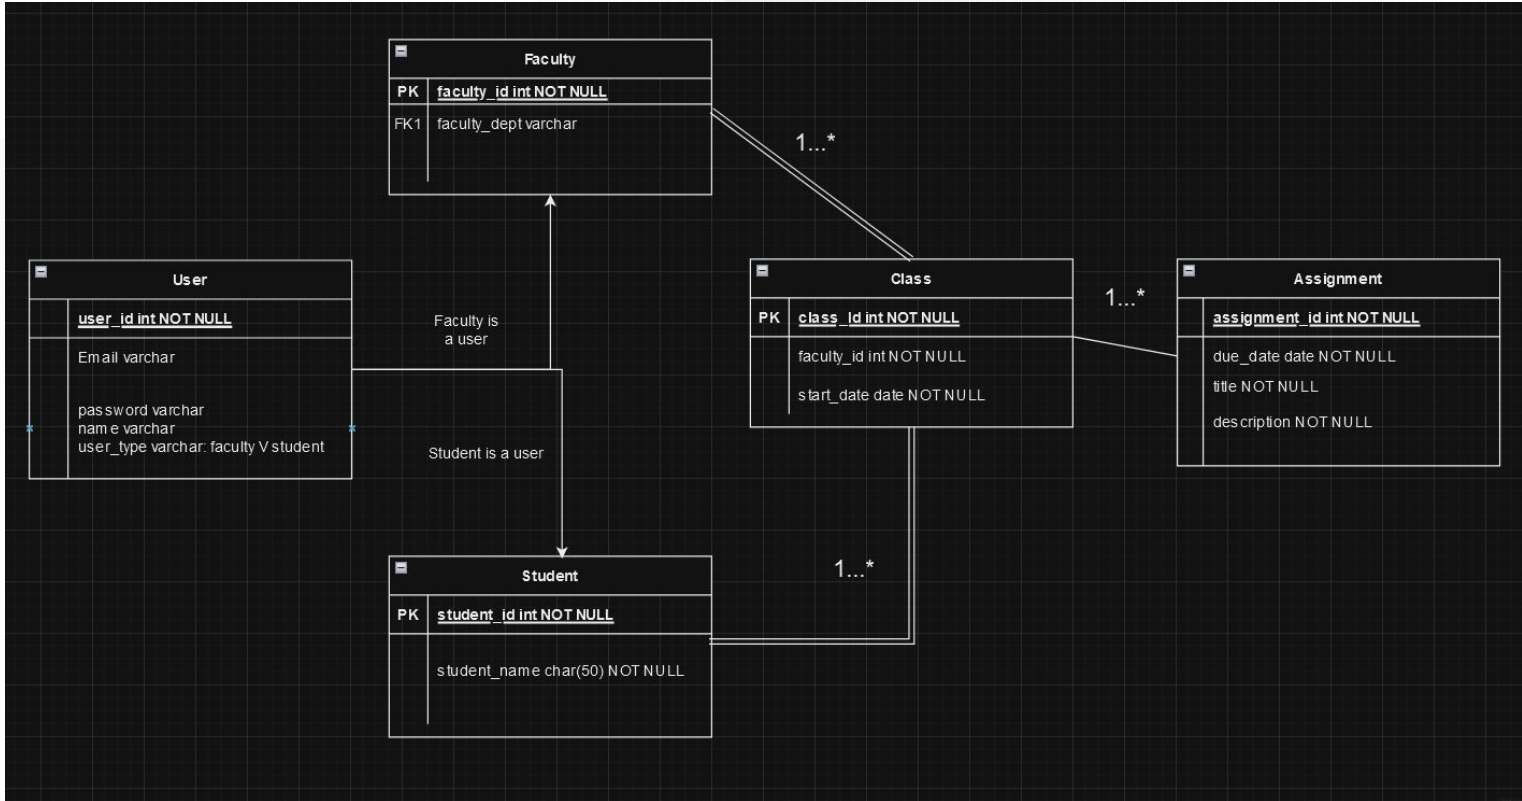 Faculty
PK faculty_id int NOT NULL
FK1 faculty_dept varchar
1...*
User
user_id int NOT NULL
Email varchar
password varchar
name varchar
user_type varchar: faculty V student
Faculty is
a user
Student is a user
Class
PK class_Id int NOT NULL
faculty_id int NOT NULL
start_date date NOT NULL
1...*
Assignment
assignment_id int NOT NULL
due_date date NOT NULL
title NOT NULL
description NOT NULL
Student
PK student_id int NOT NULL
student_name char(50) NOT NULL
1...*